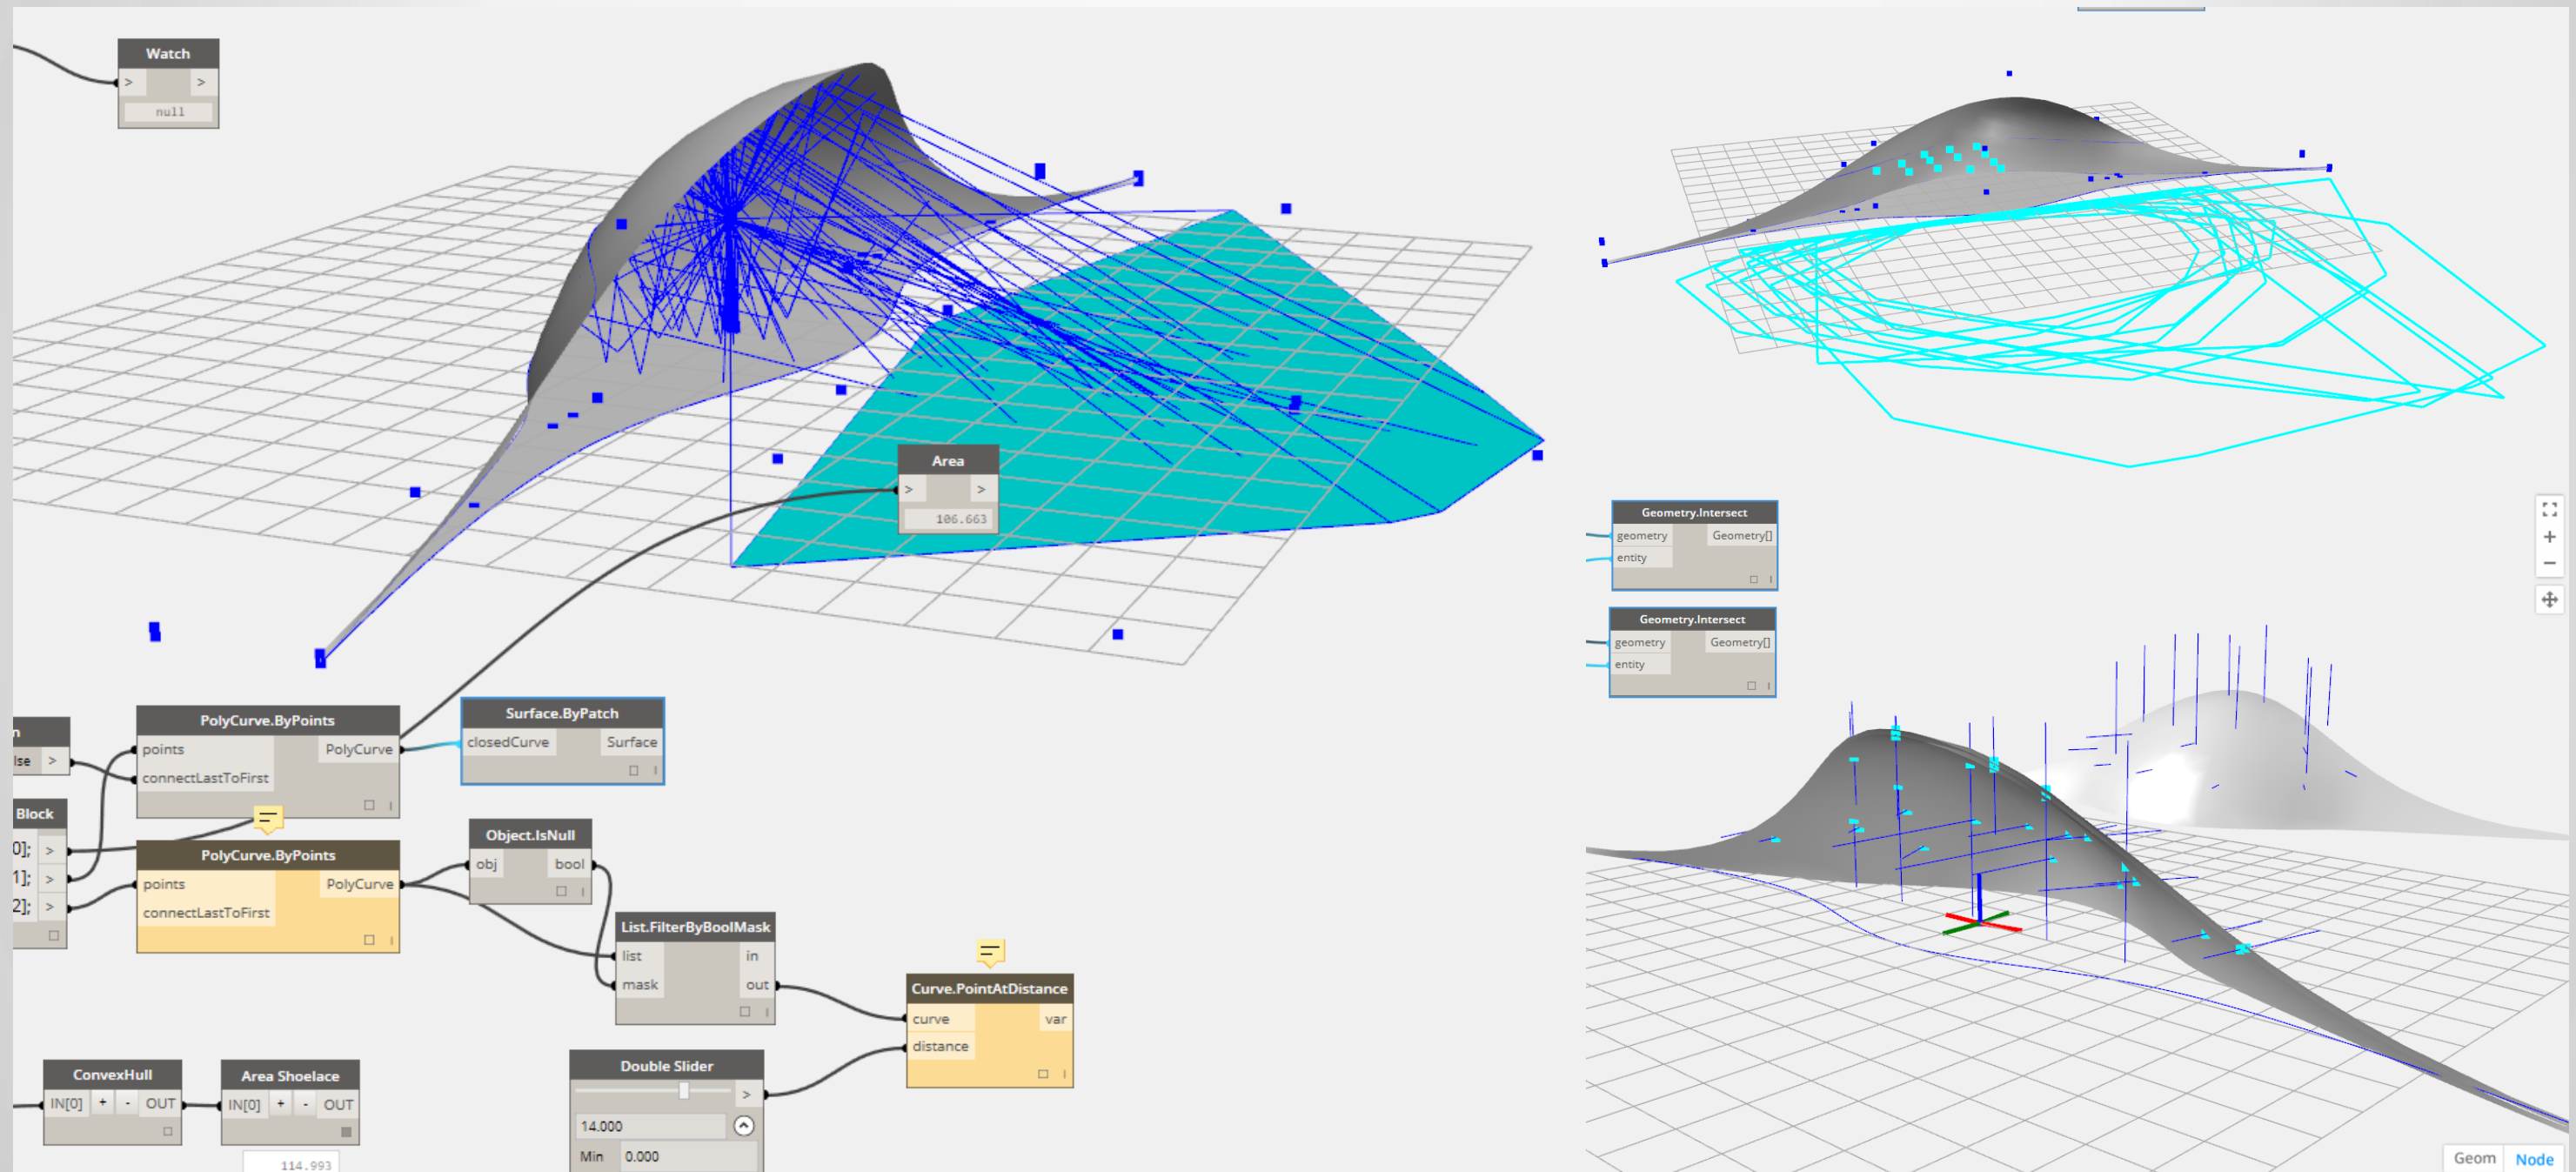 Watch
> >
null
Area
> >
106.663
Geometry.Intersect
geometry Geometry[]
entity
Geometry.Intersect
geometry Geometry[]
entity
n
lse >
PolyCurve.ByPoints
points PolyCurve
connectLastToFirst
Surface.ByPatch
closedCurve Surface
Block
0]; >
1]; >
2]; >
PolyCurve.ByPoints
points PolyCurve
connectLastToFirst
Object.IsNull
obj bool
List.FilterByBoolMask
list in
mask out
Curve.PointAtDistance
curve var
distance
ConvexHull
IN[0] + - OUT
Area Shoelace
IN[0] + - OUT
114.993
Double Slider
>
14.000
Min 0.000
Geom Node